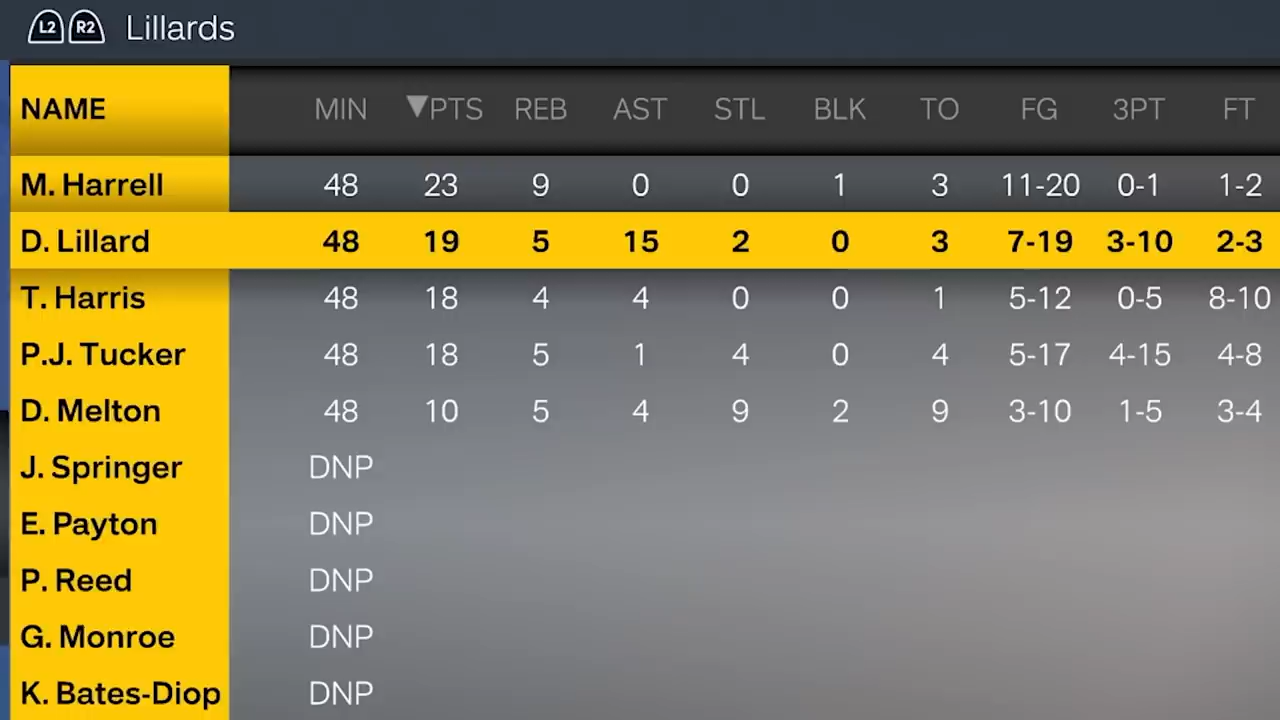 L2 R2 Lillards
NAME MIN ▼PTS REB AST STL BLK TO FG 3PT FT
M. Harrell 48 23 9 0 0 1 3 11-20 0-1 1-2
D. Lillard 48 19 5 15 2 0 3 7-19 3-10 2-3
T. Harris 48 18 4 4 0 0 1 5-12 0-5 8-10
P.J. Tucker 48 18 5 1 4 0 4 5-17 4-15 4-8
D. Melton 48 10 5 4 9 2 9 3-10 1-5 3-4
J. Springer DNP
E. Payton DNP
P. Reed DNP
G. Monroe DNP
K. Bates-Diop DNP